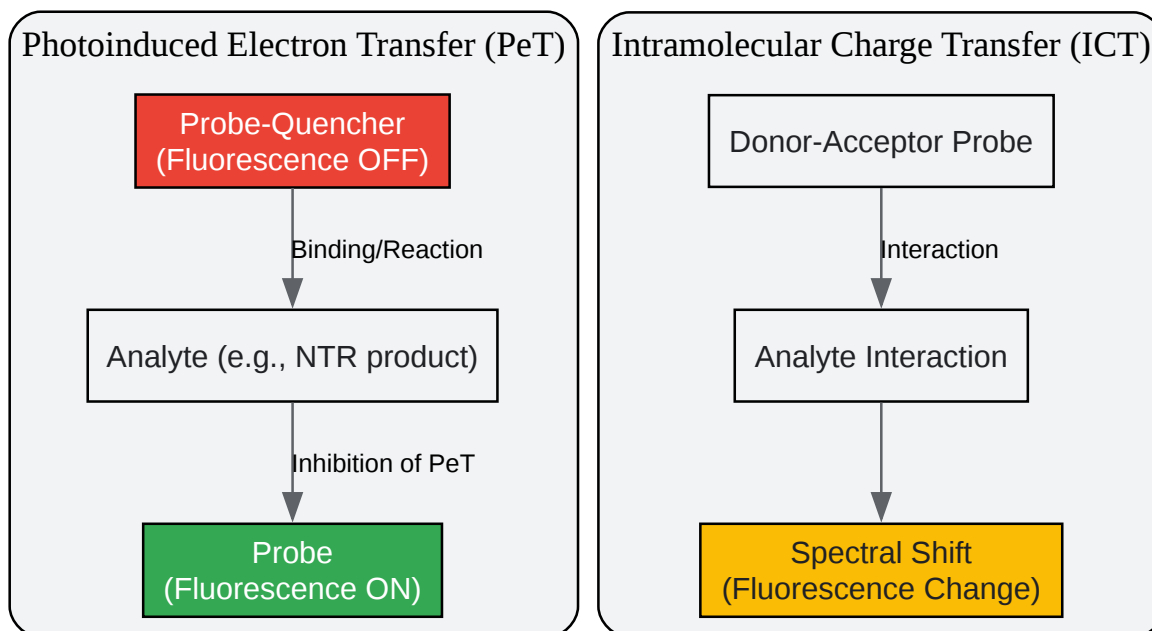 Photoinduced Electron Transfer (PeT)
Probe-Quencher
(Fluorescence OFF)
Binding/Reaction
Analyte (e.g., NTR product)
Inhibition of PeT
Probe
(Fluorescence ON)
Intramolecular Charge Transfer (ICT)
Donor-Acceptor Probe
Interaction
Analyte Interaction
Spectral Shift
(Fluorescence Change)